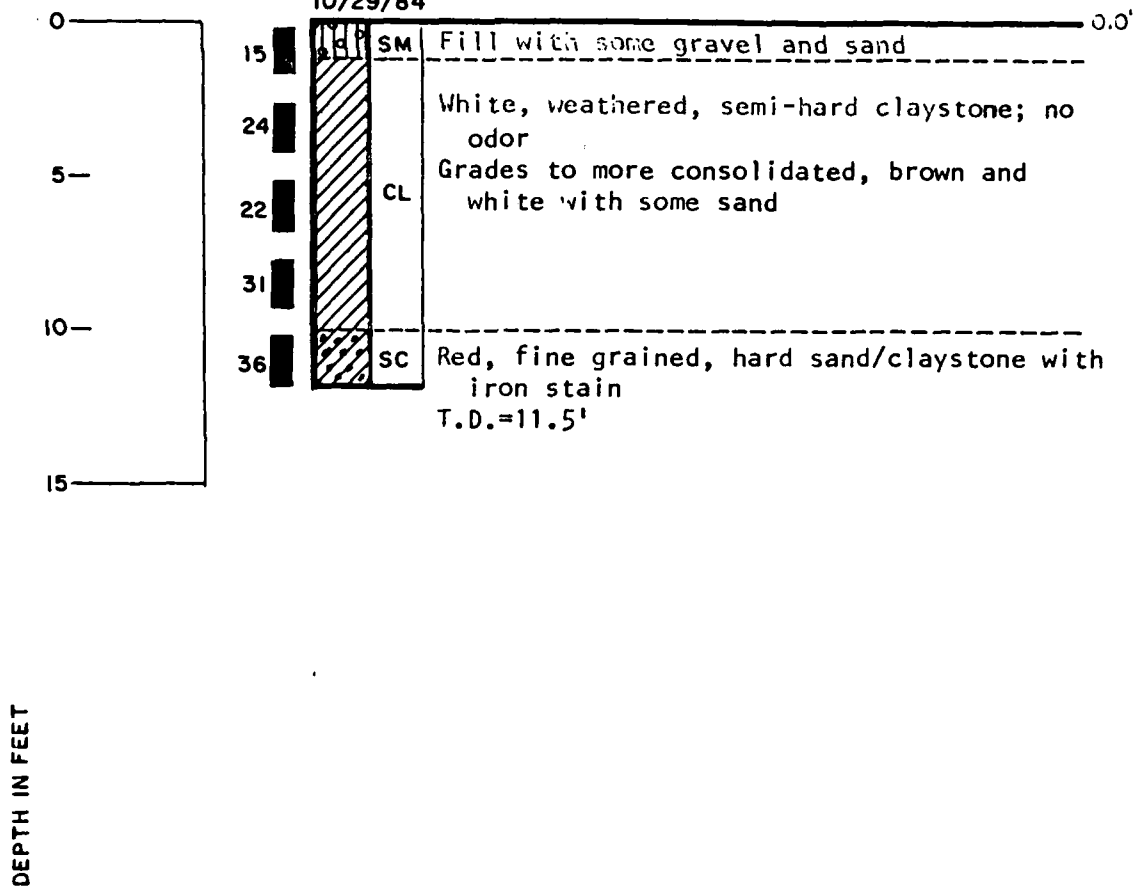 10/29/84
0
0.0'
15
SM
Fill with some gravel and sand
24
White, weathered, semi-hard claystone; no
odor
5
CL
Grades to more consolidated, brown and
white with some sand
22
31
10
36
SC
Red, fine grained, hard sand/claystone with
iron stain
T.D.=11.5'
15
DEPTH IN FEET